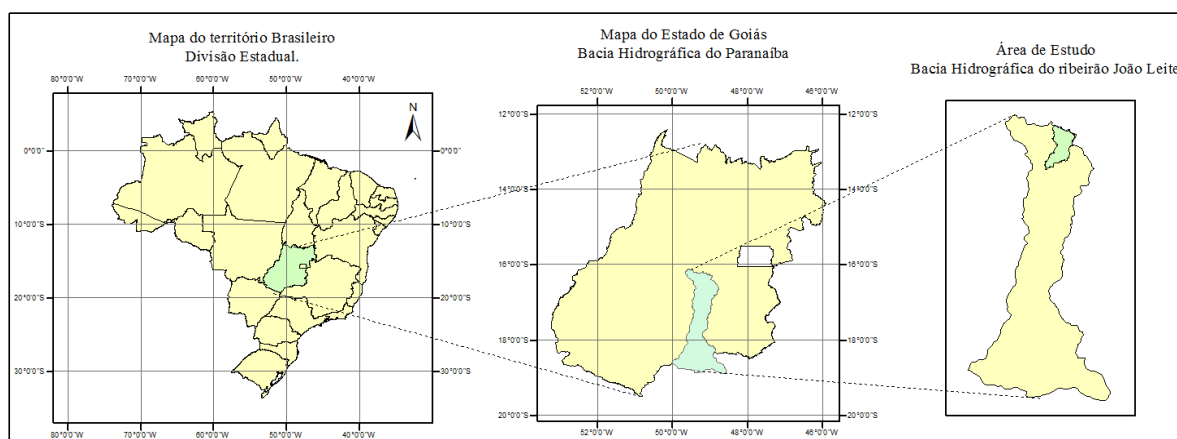 Mapa do território Brasileiro
Divisão Estadual.
80°0'0"W 70°0'0"W 60°0'0"W 50°0'0"W 40°0'0"W
N
0°0'0" 0°0'0"
10°0'0"S 10°0'0"S
20°0'0"S 20°0'0"S
30°0'0"S 30°0'0"S
80°0'0"W 70°0'0"W 60°0'0"W 50°0'0"W 40°0'0"W
Mapa do Estado de Goiás
Bacia Hidrográfica do Paranaíba
52°0'0"W 50°0'0"W 48°0'0"W 46°0'0"W
12°0'0"S 12°0'0"S
14°0'0"S 14°0'0"S
16°0'0"S 16°0'0"S
18°0'0"S 18°0'0"S
20°0'0"S 20°0'0"S
52°0'0"W 50°0'0"W 48°0'0"W 46°0'0"W
Área de Estudo
Bacia Hidrográfica do ribeirão João Leite